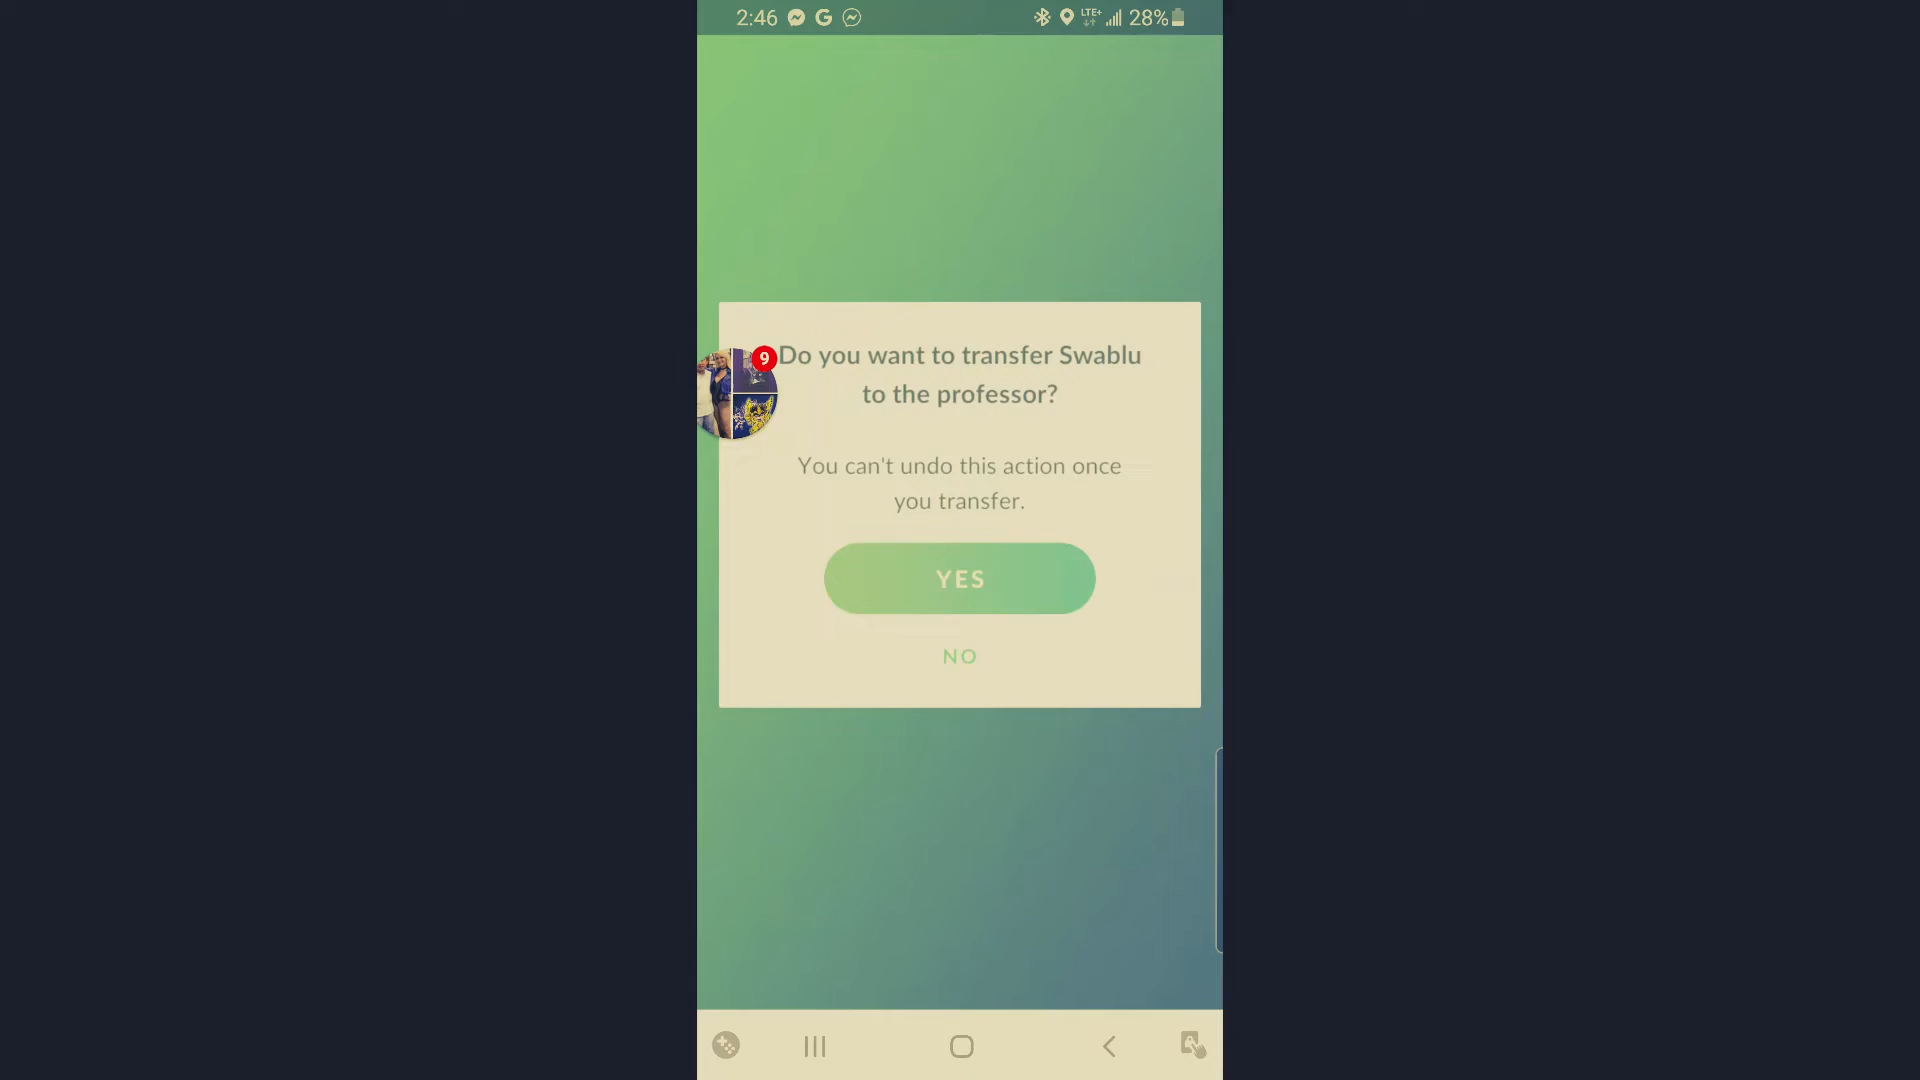 2:46 LTE+ 28%
9
Do you want to transfer Swablu
to the professor?
You can't undo this action once
you transfer.
YES
NO